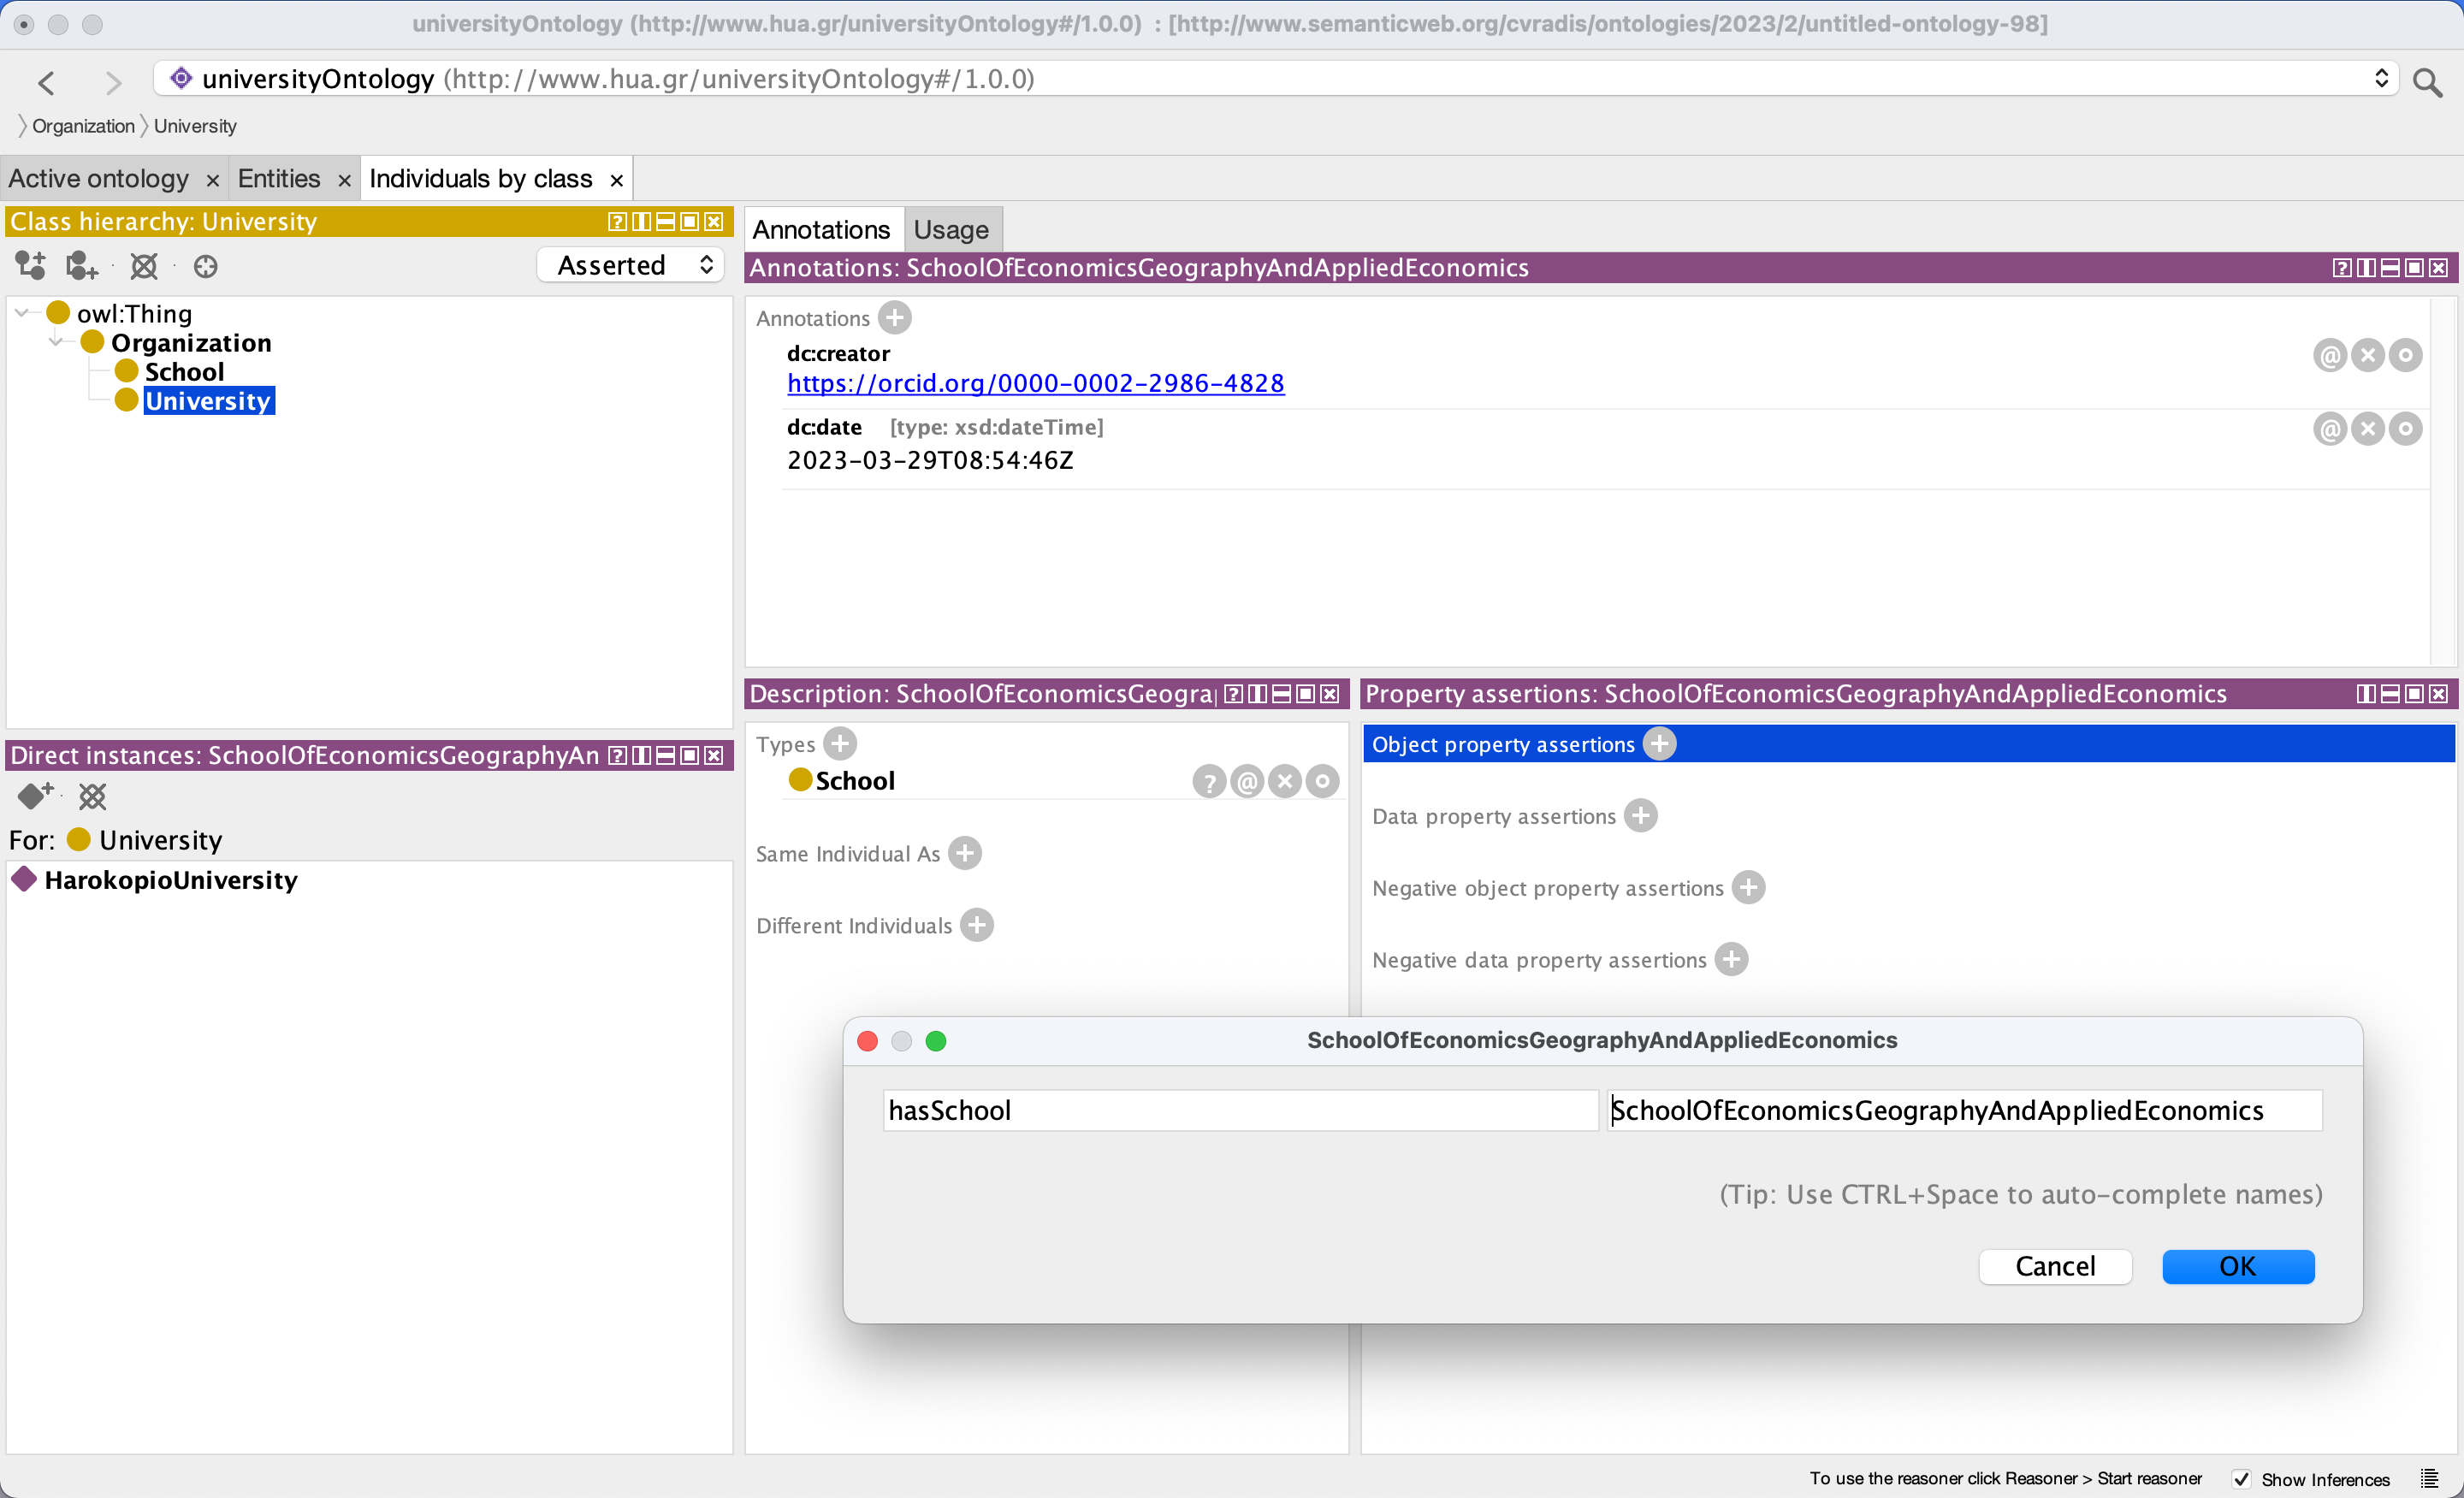 universityOntology (http://www.hua.gr/universityOntology#/1.0.0) : [http://www.semanticweb.org/cvradis/ontologies/2023/2/untitled-ontology-98]
universityOntology (http://www.hua.gr/universityOntology#/1.0.0)
Organization University
Active ontology × Entities × Individuals by class ×
Class hierarchy: University
Asserted
owl:Thing
Organization
School
University
Direct instances: SchoolOfEconomicsGeographyAn
For: University
HarokopioUniversity
Annotations Usage
Annotations: SchoolOfEconomicsGeographyAndAppliedEconomics
Annotations
dc:creator
https://orcid.org/0000-0002-2986-4828
dc:date [type: xsd:dateTime]
2023-03-29T08:54:46Z
Description: SchoolOfEconomicsGeogra
Types
School
Same Individual As
Different Individuals
Property assertions: SchoolOfEconomicsGeographyAndAppliedEconomics
Object property assertions
Data property assertions
Negative object property assertions
Negative data property assertions
SchoolOfEconomicsGeographyAndAppliedEconomics
hasSchool SchoolOfEconomicsGeographyAndAppliedEconomics
(Tip: Use CTRL+Space to auto-complete names)
Cancel OK
To use the reasoner click Reasoner > Start reasoner Show Inferences